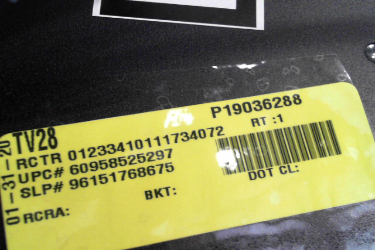 P19036288
TV28
RT :1
RCTR 01233410111734072
UPC# 60958525297
SLP# 96151768675
BKT:
DOT CL:
RCRA:
01-31-20